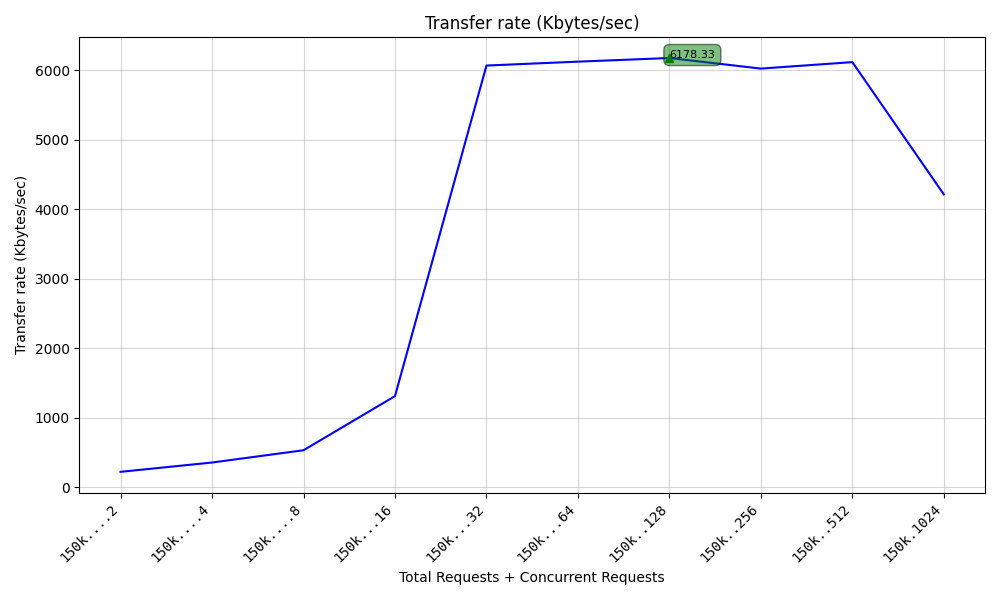 Transfer rate (Kbytes/sec)
6178.33
6000
5000
4000
3000
2000
1000
0
Transfer rate (Kbytes/sec)
150k....2
150k....4
150k....8
150k...16
150k...32
150k...64
150k..128
150k..256
150k..512
150k.1024
Total Requests + Concurrent Requests